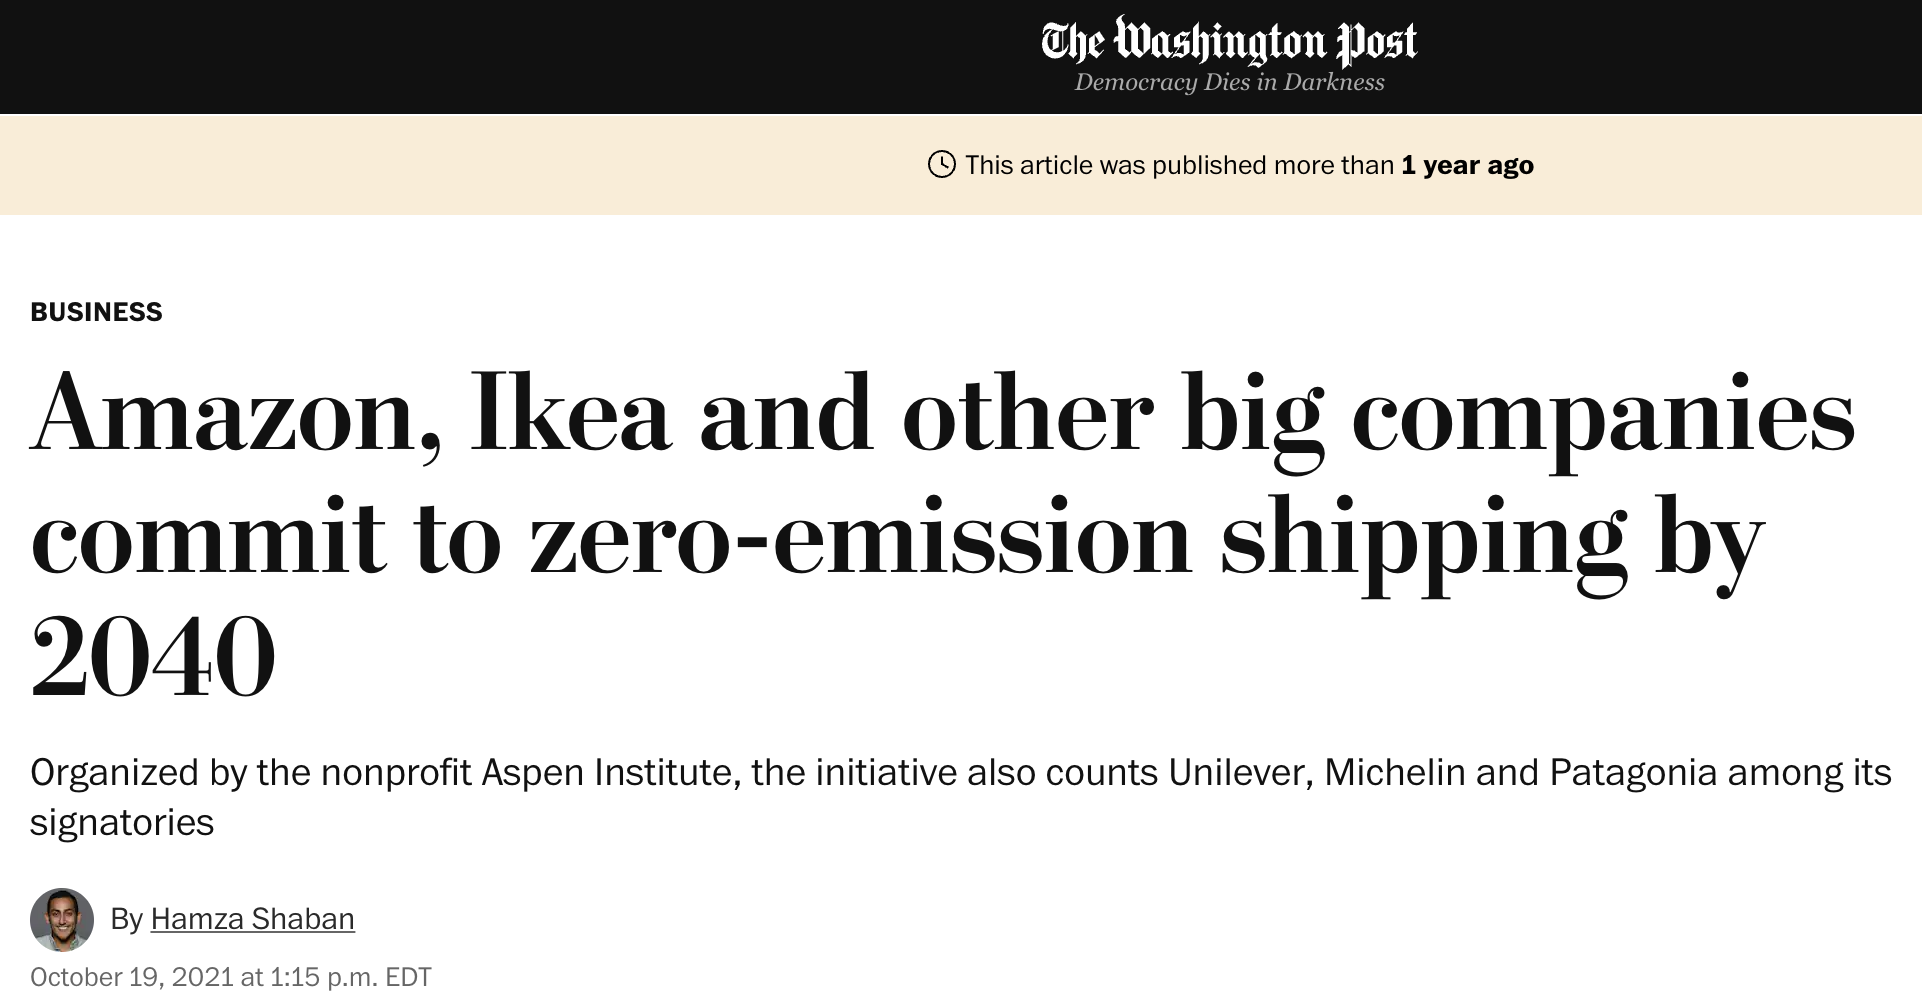 The Washington Post
Democracy Dies in Darkness
This article was published more than 1 year ago
BUSINESS
Amazon, Ikea and other big companies
commit to zero-emission shipping by
2040
Organized by the nonprofit Aspen Institute, the initiative also counts Unilever, Michelin and Patagonia among its
signatories
By Hamza Shaban
October 19, 2021 at 1:15 p.m. EDT